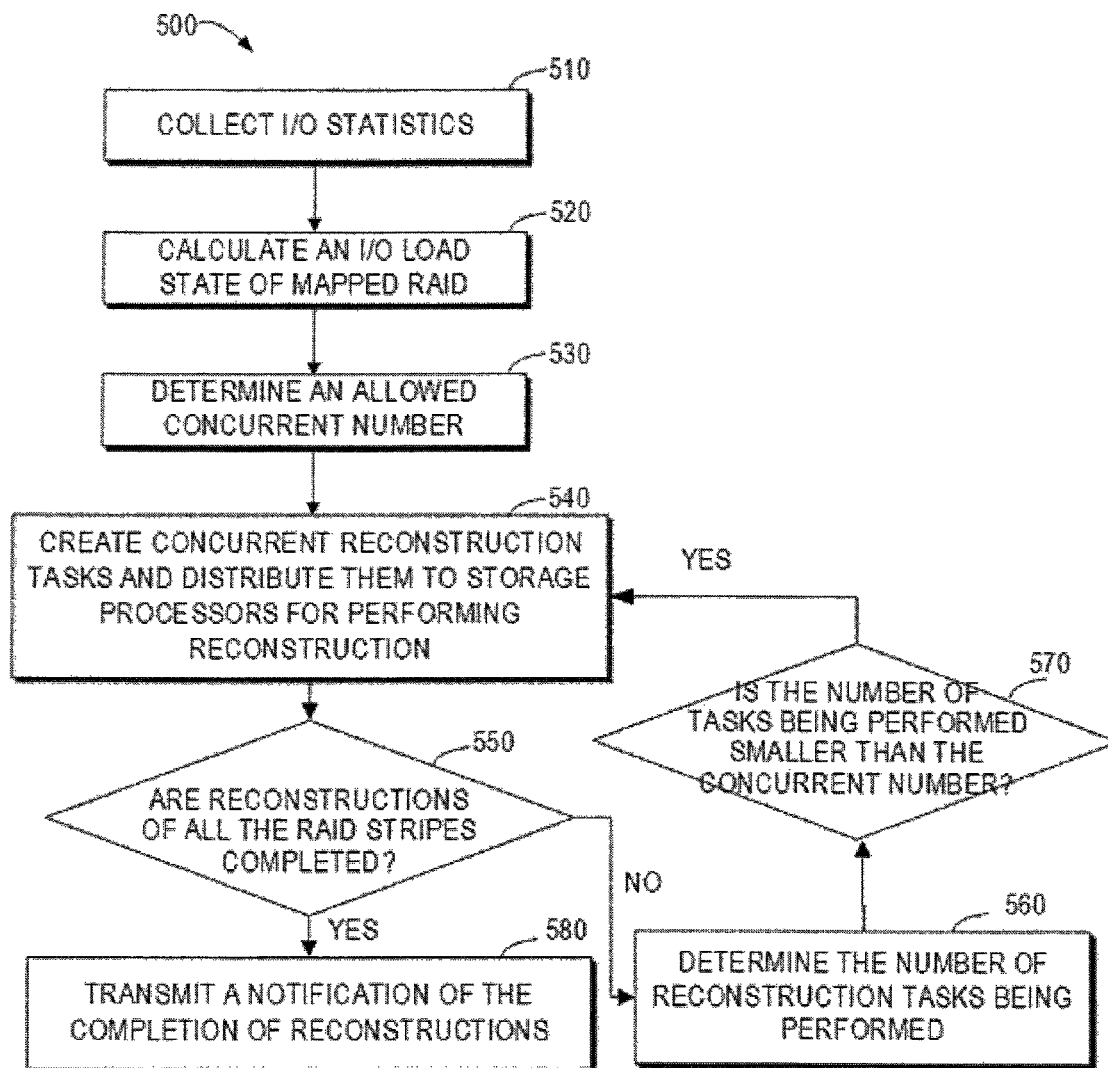 500
510
COLLECT I/O STATISTICS
520
CALCULATE AN I/O LOAD
STATE OF MAPPED RAID
530
DETERMINE AN ALLOWED
CONCURRENT NUMBER
540
CREATE CONCURRENT RECONSTRUCTION
TASKS AND DISTRIBUTE THEM TO STORAGE
PROCESSORS FOR PERFORMING
RECONSTRUCTION
YES
570
IS THE NUMBER OF
TASKS BEING PERFORMED
SMALLER THAN THE
CONCURRENT NUMBER?
550
ARE RECONSTRUCTIONS
OF ALL THE RAID STRIPES
COMPLETED?
NO
YES
560
DETERMINE THE NUMBER OF
RECONSTRUCTION TASKS BEING
PERFORMED
580
TRANSMIT A NOTIFICATION OF THE
COMPLETION OF RECONSTRUCTIONS